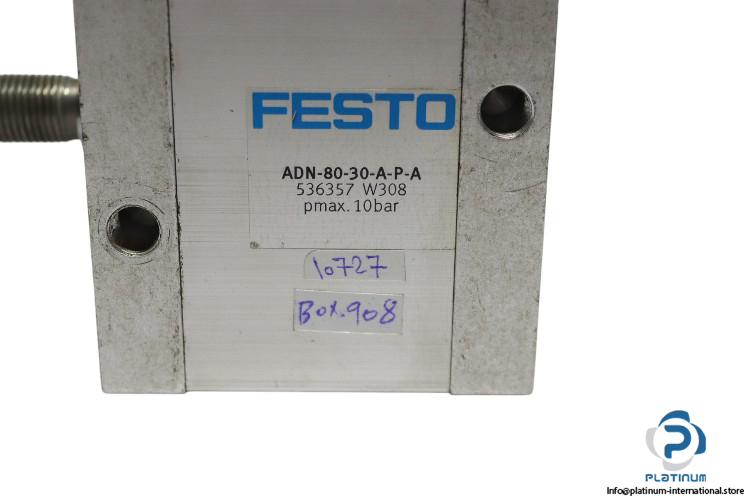 FESTO
ADN-80-30-A-P-A
536357 W308
pmax. 10bar
10727
Box.908
PLATINUM
Info@platinum-international.store